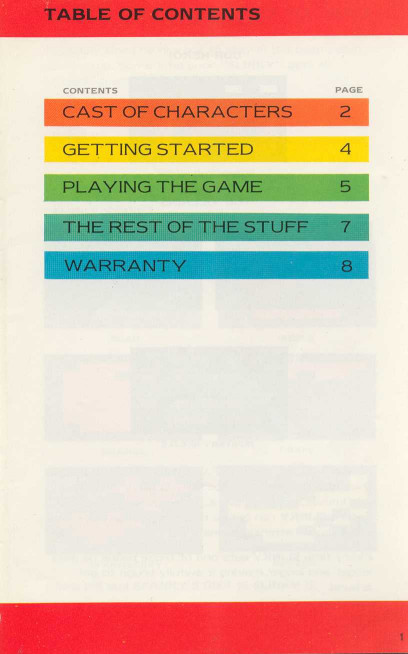 TABLE OF CONTENTS
CONTENTS PAGE
CAST OF CHARACTERS 2
GETTING STARTED 4
PLAYING THE GAME 5
THE REST OF THE STUFF 7
WARRANTY 8
1